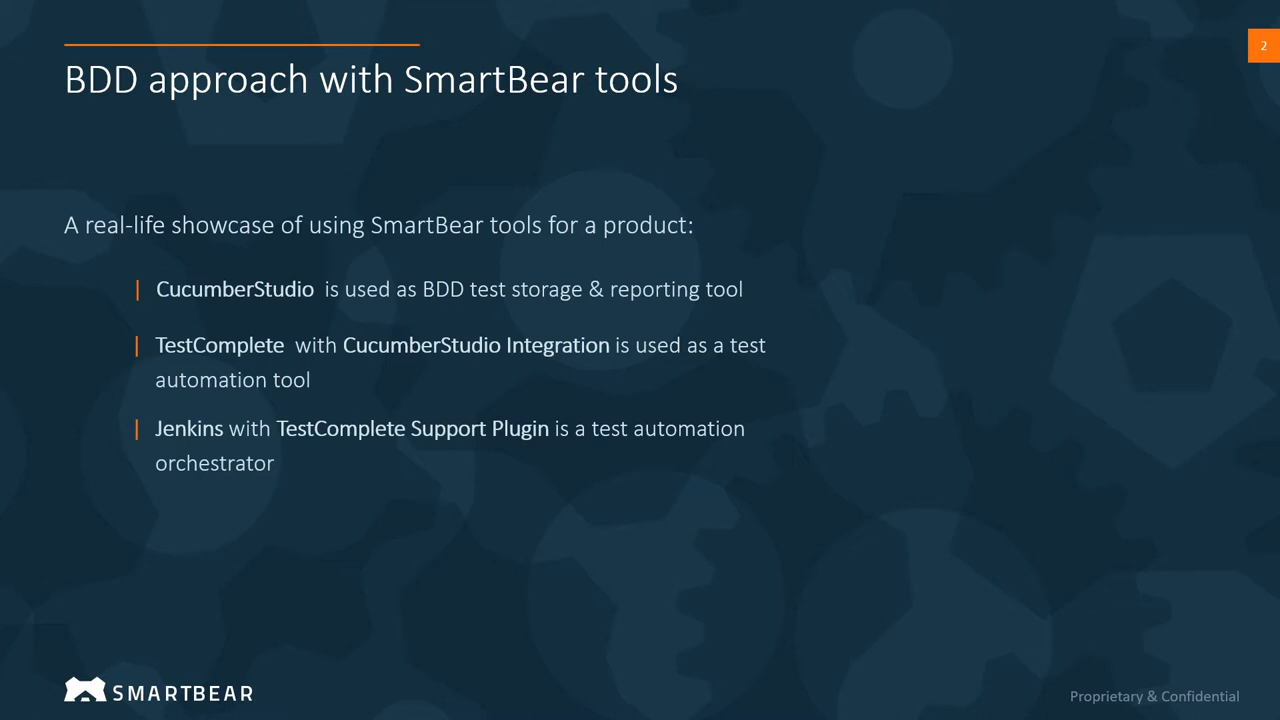 2
BDD approach with SmartBear tools
A real-life showcase of using SmartBear tools for a product:
CucumberStudio is used as BDD test storage & reporting tool
TestComplete with CucumberStudio Integration is used as a test
automation tool
Jenkins with TestComplete Support Plugin is a test automation
orchestrator
SMARTBEAR
Proprietary & Confidential